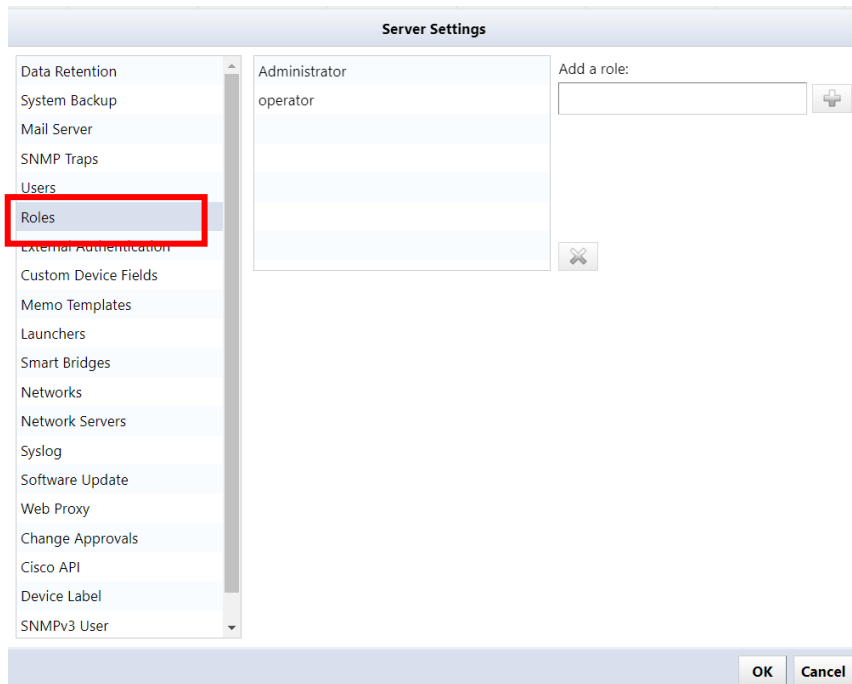 Server Settings
Data Retention
System Backup
Mail Server
SNMP Traps
Users
Roles
External Authentication
Custom Device Fields
Memo Templates
Launchers
Smart Bridges
Networks
Network Servers
Syslog
Software Update
Web Proxy
Change Approvals
Cisco API
Device Label
SNMPv3 User
Administrator
operator
Add a role:
OK
Cancel